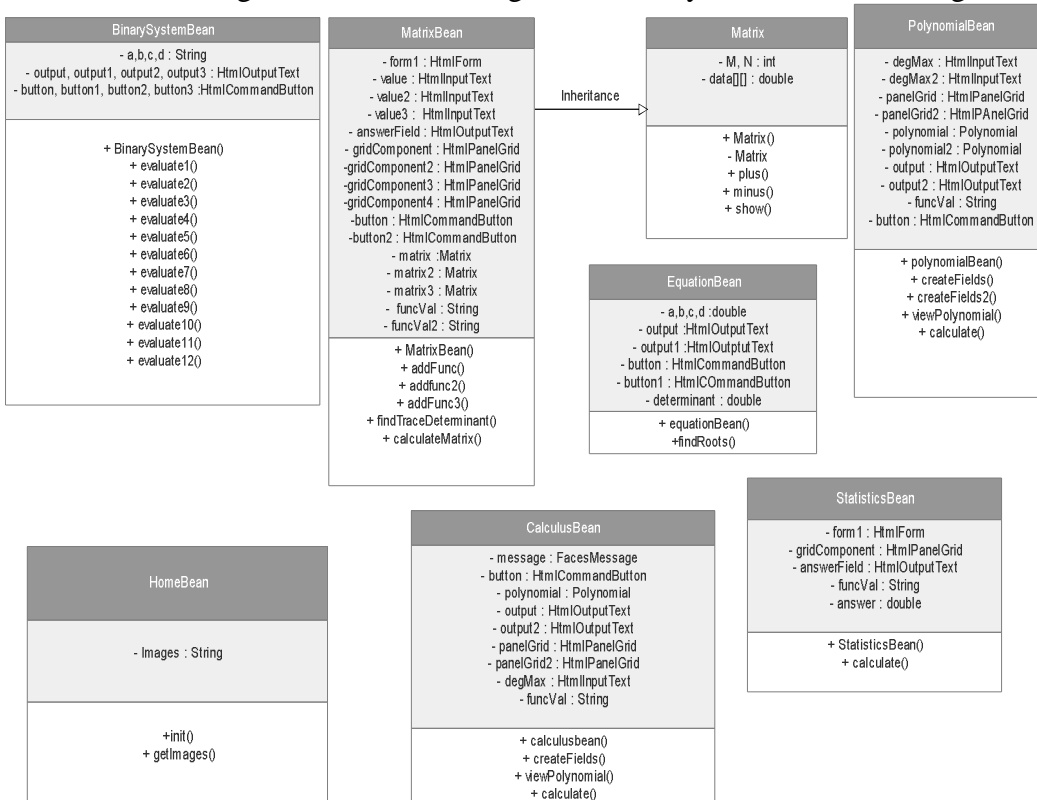 BinarySystemBean
- a,b,c,d : String
- output, output1, output2, output3 : HtmlOutputText
- button, button1, button2, button3 :HtmlCommandButton
+ BinarySystemBean()
+ evaluate1()
+ evaluate2()
+ evaluate3()
+ evaluate4()
+ evaluate5()
+ evaluate6()
+ evaluate7()
+ evaluate8()
+ evaluate9()
+ evaluate10()
+ evaluate11()
+ evaluate12()
MatrixBean
- form1 : HtmlForm
- value : HtmlInputText
- value2 : HtmlInputText
- value3 : HtmlInputText
- answerField : HtmlOutputText
- gridComponent : HtmlPanelGrid
-gridComponent2 : HtmlPanelGrid
-gridComponent3 : HtmlPanelGrid
-gridComponent4 : HtmlPanelGrid
-button : HtmlCommandButton
-button2 : HtmlCommandButton
- matrix :Matrix
- matrix2 : Matrix
- matrix3 : Matrix
- funcVal : String
- funcVal2 : String
+ MatrixBean()
+ addFunc()
+ addfunc2()
+ addFunc3()
+ findTraceDeterminant()
+ calculateMatrix()
Inheritance
Matrix
- M, N : int
- data[][] : double
+ Matrix()
- Matrix
+ plus()
+ minus()
+ show()
PolynomialBean
- degMax : HtmlInputText
- degMax2 : HtmlInputText
- panelGrid : HtmlPanelGrid
- panelGrid2 : HtmlPAnelGrid
- polynomial : Polynomial
- polynomial2 : Polynomial
- output : HtmlOutputText
- output2 : HtmlOutputText
- funcVal : String
- button : HtmlCommandButton
+ polynomialBean()
+ createFields()
+ createFields2()
+ viewPolynomial()
+ calculate()
EquationBean
- a,b,c,d :double
- output :HtmlOutputText
- output1 :HtmlOutptutText
- button : HtmlCommandButton
- button1 : HtmlCOmmandButton
- determinant : double
+ equationBean()
+findRoots()
StatisticsBean
- form1 : HtmlForm
- gridComponent : HtmlPanelGrid
- answerField : HtmlOutputText
- funcVal : String
- answer : double
+ StatisticsBean()
+ calculate()
CalculusBean
- message : FacesMessage
- button : HtmlCommandButton
- polynomial : Polynomial
- output : HtmlOutputText
- output2 : HtmlOutputText
- panelGrid : HtmlPanelGrid
- panelGrid2 : HtmlPanelGrid
- degMax : HtmlInputText
- funcVal : String
+ calculusbean()
+ createFields()
+ viewPolynomial()
+ calculate()
HomeBean
- Images : String
+init()
+ getImages()